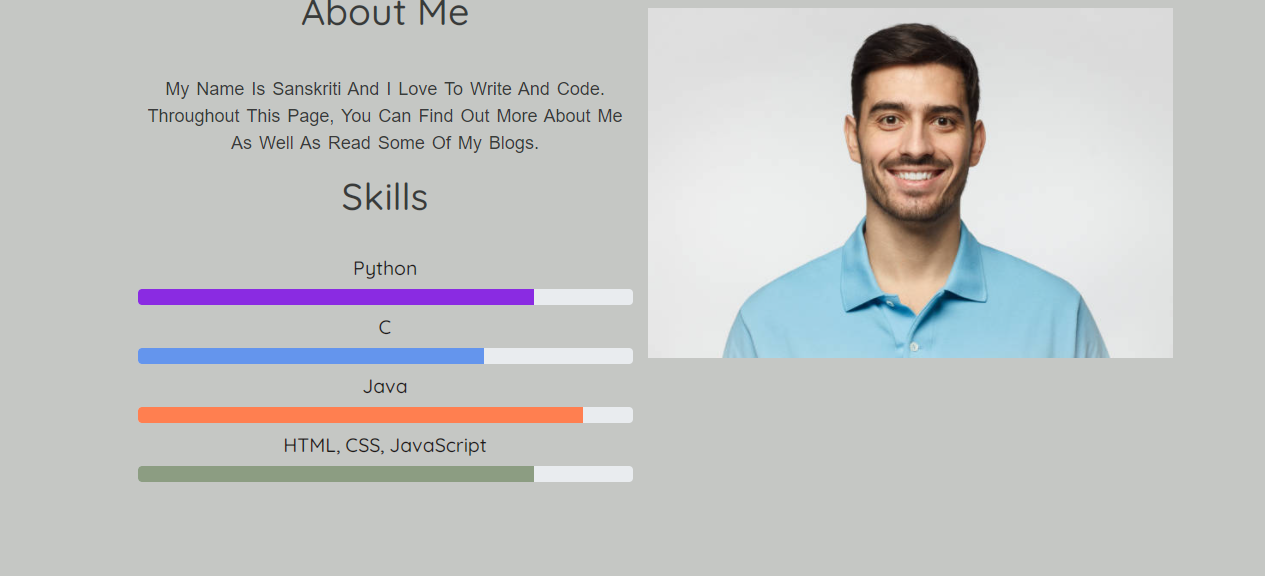 About Me
My Name Is Sanskriti And I Love To Write And Code.
Throughout This Page, You Can Find Out More About Me
As Well As Read Some Of My Blogs.
Skills
Python
C
Java
HTML, CSS, JavaScript